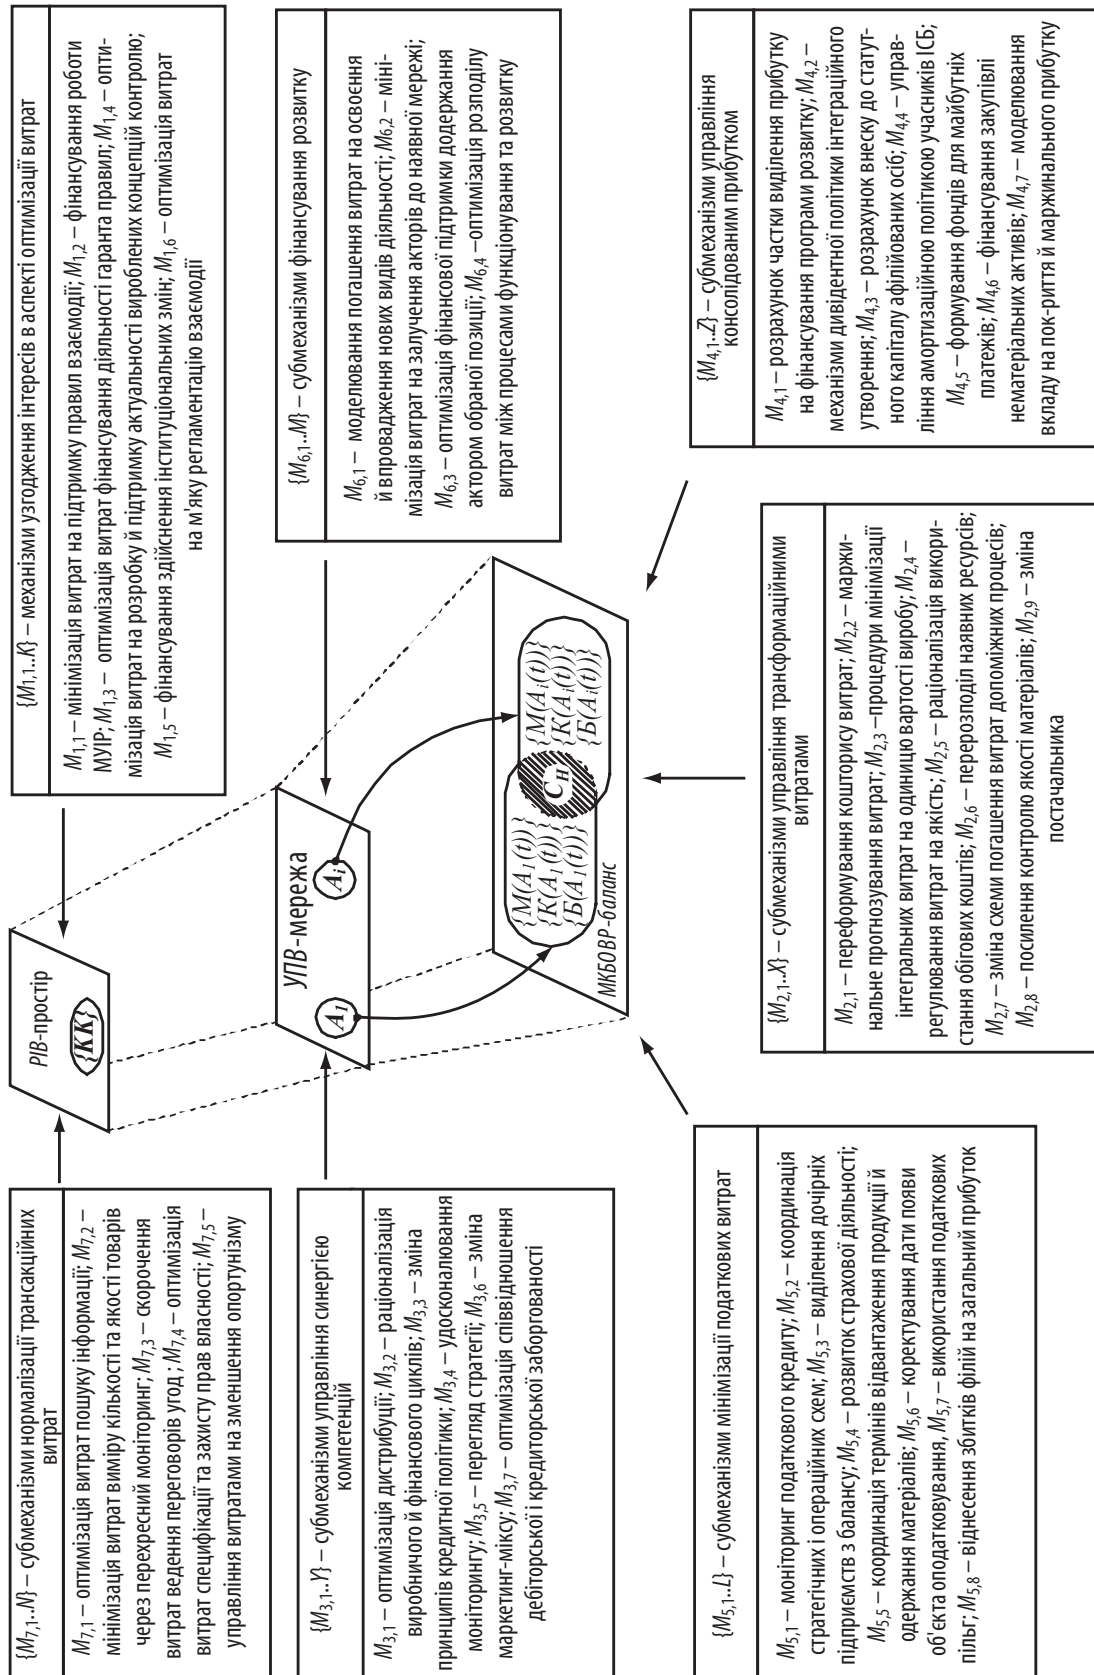 {M7,1..N} – субмеханізми нормалізації трансакційних
витрат
M7,1 – оптимізація витрат пошуку інформації; M7,2 –
мінімізація витрат виміру кількості та якості товарів
через перехресний моніторинг; M7,3 – скорочення
витрат ведення переговорів угод ; M7,4 – оптимізація
витрат специфікації та захисту прав власності; M7,5 –
управління витратами на зменшення опортунізму
РІВ-простір
{КК}
{M1,1..K} – механізми узгодження інтересів в аспекті оптимізації витрат
M1,1 – мінімізація витрат на підтримку правил взаємодії; M1,2 – фінансування роботи
МУІР; M1,3 – оптимізація витрат фінансування діяльності гаранта правил; M1,4 – опти-
мізація витрат на розробку й підтримку актуальності вироблених концепцій контролю;
M1,5 – фінансування здійснення інституціональних змін; M1,6 – оптимізація витрат
на м'яку регламентацію взаємодії
{M3,1..Y} – субмеханізми управління синергією
компетенцій
M3,1 – оптимізація дистрибуції; M3,2 – раціоналізація
виробничого й фінансового циклів; M3,3 – зміна
принципів кредитної політики; M3,4 – удосконалювання
моніторингу; M3,5 – перегляд стратегії; M3,6 – зміна
маркетинг-міксу; M3,7 – оптимізація співвідношення
дебіторської і кредиторської заборгованості
УПВ-мережа
A1
Ai
{M6,1..M} – субмеханізми фінансування розвитку
M6,1 – моделювання погашення витрат на освоєння
й впровадження нових видів діяльності; M6,2 – міні-
мізація витрат на залучення акторів до наявної мережі;
M6,3 – оптимізація фінансової підтримки додержання
актором обраної позиції; M6,4 –оптимізація розподілу
витрат між процесами функціонування та розвитку
МКБОВР-баланс
{M(A1(t))}
{K(A1(t))}
{Б(A1(t))}
CH
{M(Ai(t))}
{K(Ai(t))}
{Б(Ai(t))}
{M5,1..L} – субмеханізми мінімізації податкових витрат
M5,1 – моніторинг податкового кредиту; M5,2 – координація
стратегічних і операційних схем; M5,3 – виділення дочірніх
підприємств з балансу; M5,4 – розвиток страхової діяльності;
M5,5 – координація термінів відвантаження продукції й
одержання матеріалів; M5,6 – коректування дати появи
об'єкта оподатковування, M5,7 – використання податкових
пільг; M5,8 – віднесення збитків філій на загальний прибуток
{M2,1..X} – субмеханізми управління трансформаційними
витратами
M2,1 – переформування кошторису витрат; M2,2 – маржи-
нальне прогнозування витрат; M2,3 –процедури мінімізації
інтегральних витрат на одиницю вартості виробу; M2,4 –
регулювання витрат на якість; M2,5 – раціоналізація викори-
стання обігових коштів; M2,6 – перерозподіл наявних ресурсів;
M2,7 – зміна схеми погашення витрат допоміжних процесів;
M2,8 – посилення контролю якості матеріалів; M2,9 – зміна
постачальника
{M4,1..Z} – субмеханізми управління
консолідованим прибутком
M4,1 – розрахунок частки виділення прибутку
на фінансування програми розвитку; M4,2 –
механізми дивідентної політики інтеграційного
утворення; M4,3 – розрахунок внеску до статут-
ного капіталу афілійованих осіб; M4,4 – управ-
ління амортизаційною політикою учасників ІСБ;
M4,5 – формування фондів для майбутніх
платежів; M4,6 – фінансування закупівлі
нематеріальних активів; M4,7 – моделювання
вкладу на пок-риття й маржинального прибутку